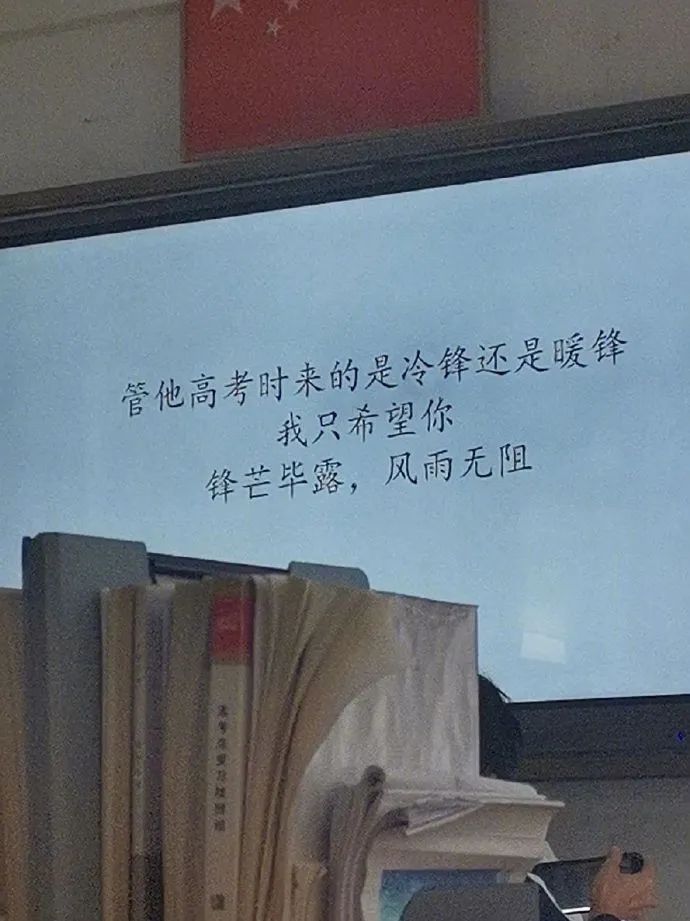 管他高考时来的是冷锋还是暖锋
我只希望你
锋芒毕露，风雨无阻